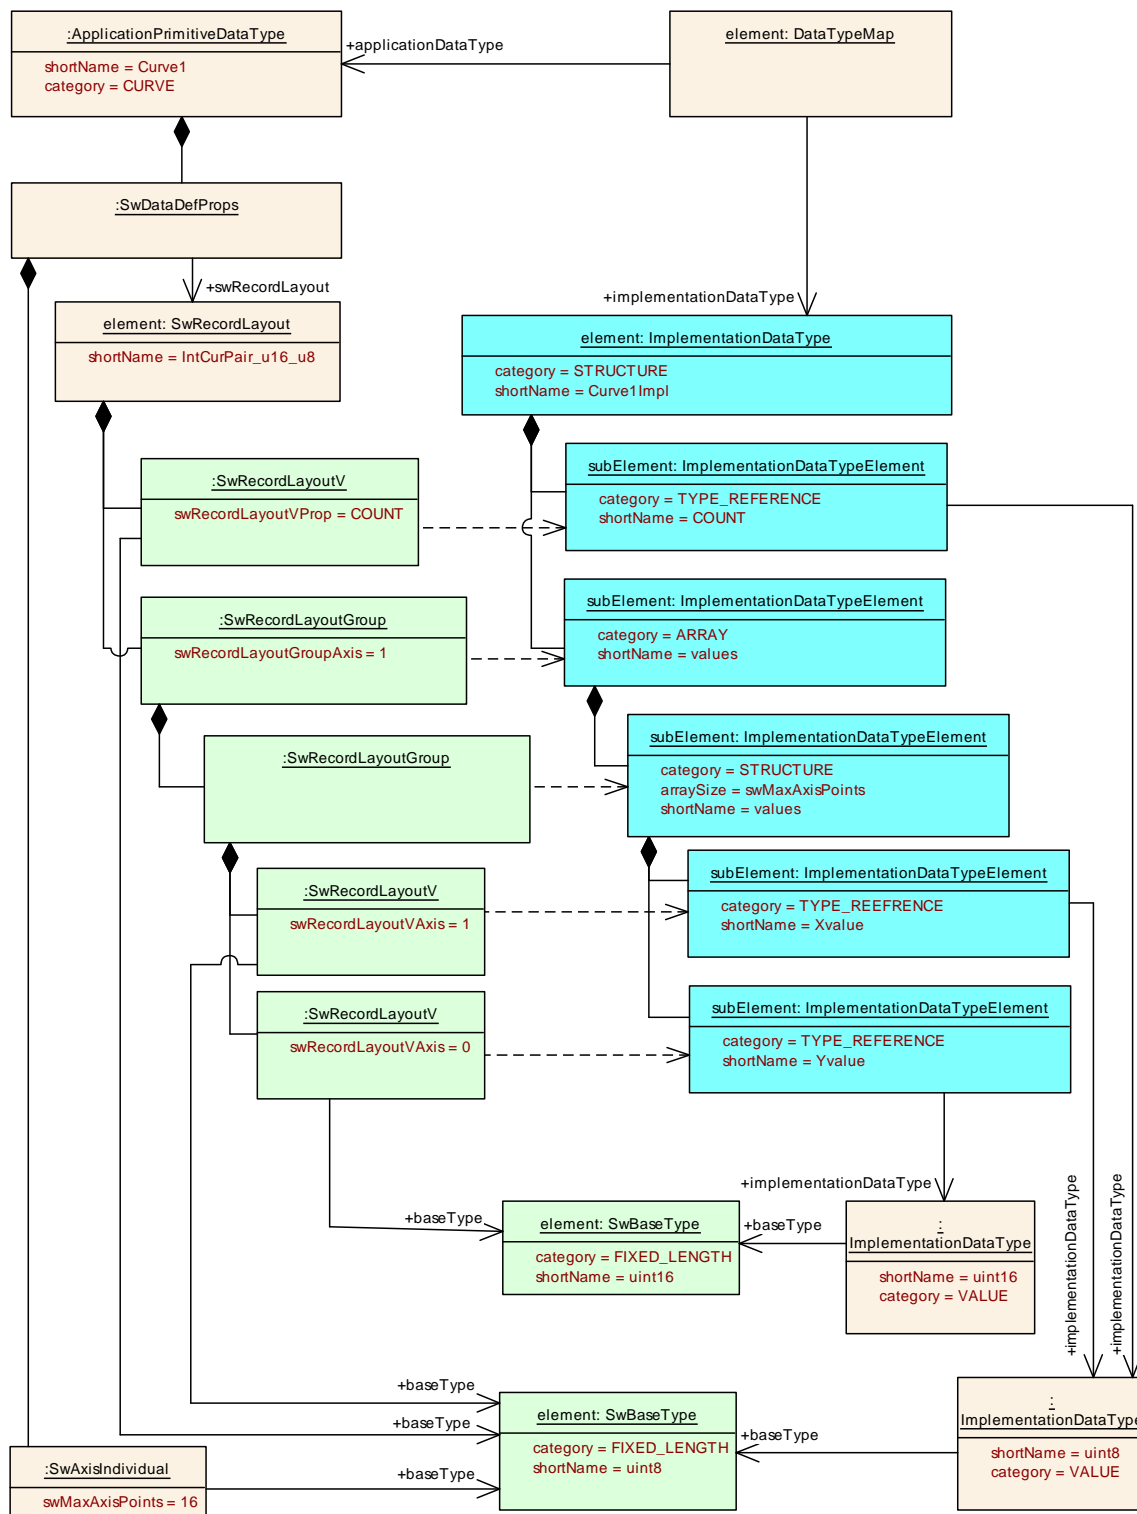 :ApplicationPrimitiveDataType
shortName = Curve1
category = CURVE
+applicationDataType
element: DataTypeMap
:SwDataDefProps
+swRecordLayout
+implementationDataType
element: SwRecordLayout
shortName = IntCurPair_u16_u8
element: ImplementationDataType
category = STRUCTURE
shortName = Curve1Impl
:SwRecordLayoutV
swRecordLayoutVProp = COUNT
subElement: ImplementationDataTypeElement
category = TYPE_REFERENCE
shortName = COUNT
:SwRecordLayoutGroup
swRecordLayoutGroupAxis = 1
subElement: ImplementationDataTypeElement
category = ARRAY
shortName = values
:SwRecordLayoutGroup
subElement: ImplementationDataTypeElement
category = STRUCTURE
arraySize = swMaxAxisPoints
shortName = values
:SwRecordLayoutV
swRecordLayoutVAxis = 1
subElement: ImplementationDataTypeElement
category = TYPE_REEFRENCE
shortName = Xvalue
:SwRecordLayoutV
swRecordLayoutVAxis = 0
subElement: ImplementationDataTypeElement
category = TYPE_REFERENCE
shortName = Yvalue
+implementationDataType
+baseType
element: SwBaseType
category = FIXED_LENGTH
shortName = uint16
+baseType
:
ImplementationDataType
shortName = uint16
category = VALUE
+implementationDataType
+implementationDataType
+baseType
+baseType
+baseType
element: SwBaseType
category = FIXED_LENGTH
shortName = uint8
+baseType
:
ImplementationDataType
shortName = uint8
category = VALUE
:SwAxisIndividual
swMaxAxisPoints = 16